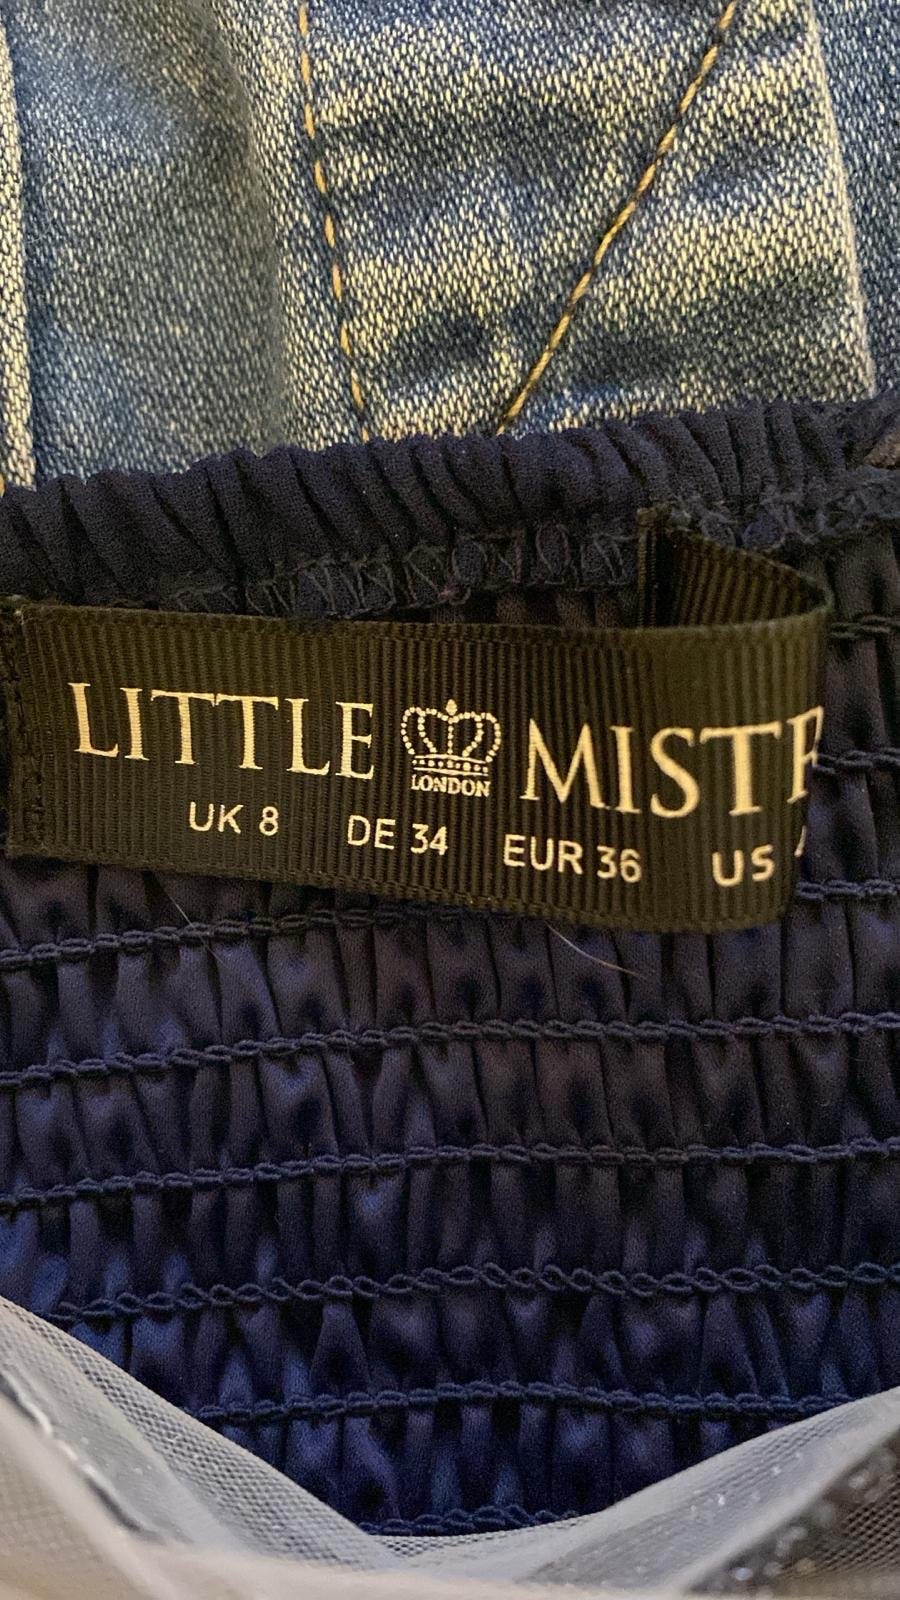 LITTLE LONDON MISTR
UK 8 DE 34 EUR 36 US